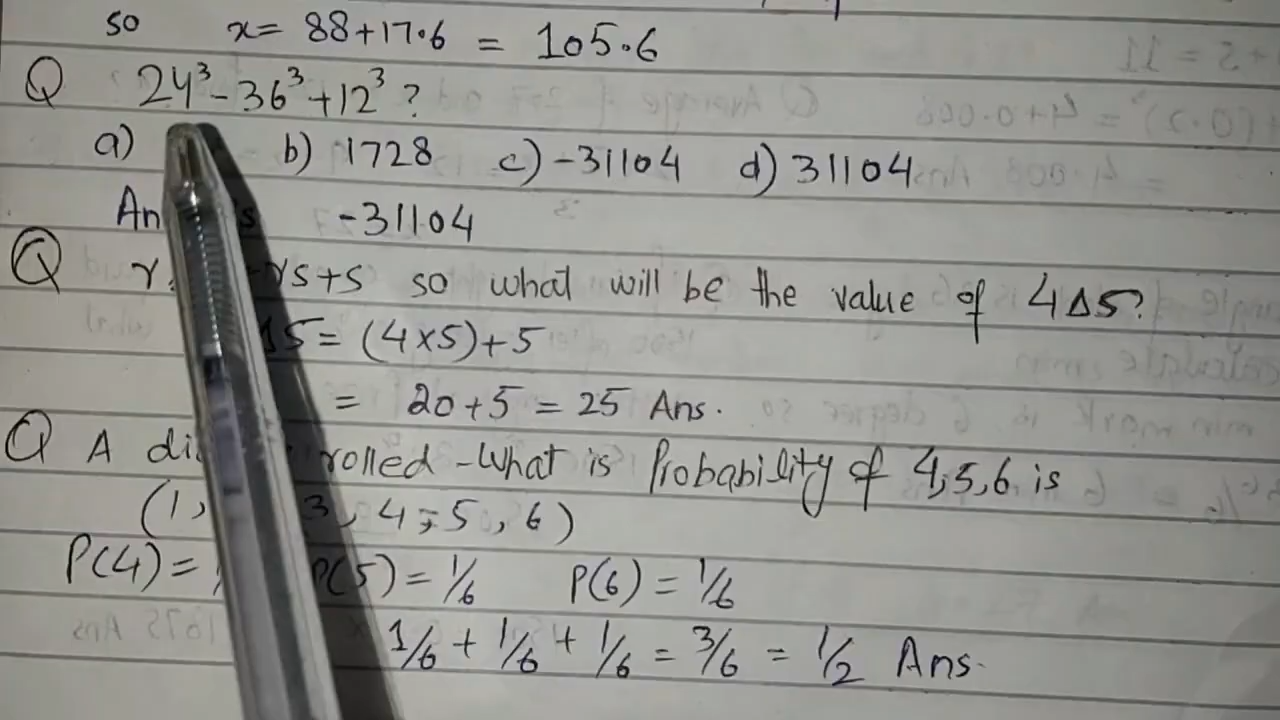 so x = 88+17.6 = 105.6
Q 24³ - 36³ + 12³ ?
a) b) 1728 c) -31104 d) 31104
An s -31104
Q r s+s so what will be the value of 4Δ5?
5 = (4×5)+5
= 20+5 = 25 Ans.
Q A di rolled - What is Probability of 4,5,6 is
(1, 3, 4, 5, 6)
P(4) = P(5) = 1/6 P(6) = 1/6
1/6 + 1/6 + 1/6 = 3/6 = 1/2 Ans.